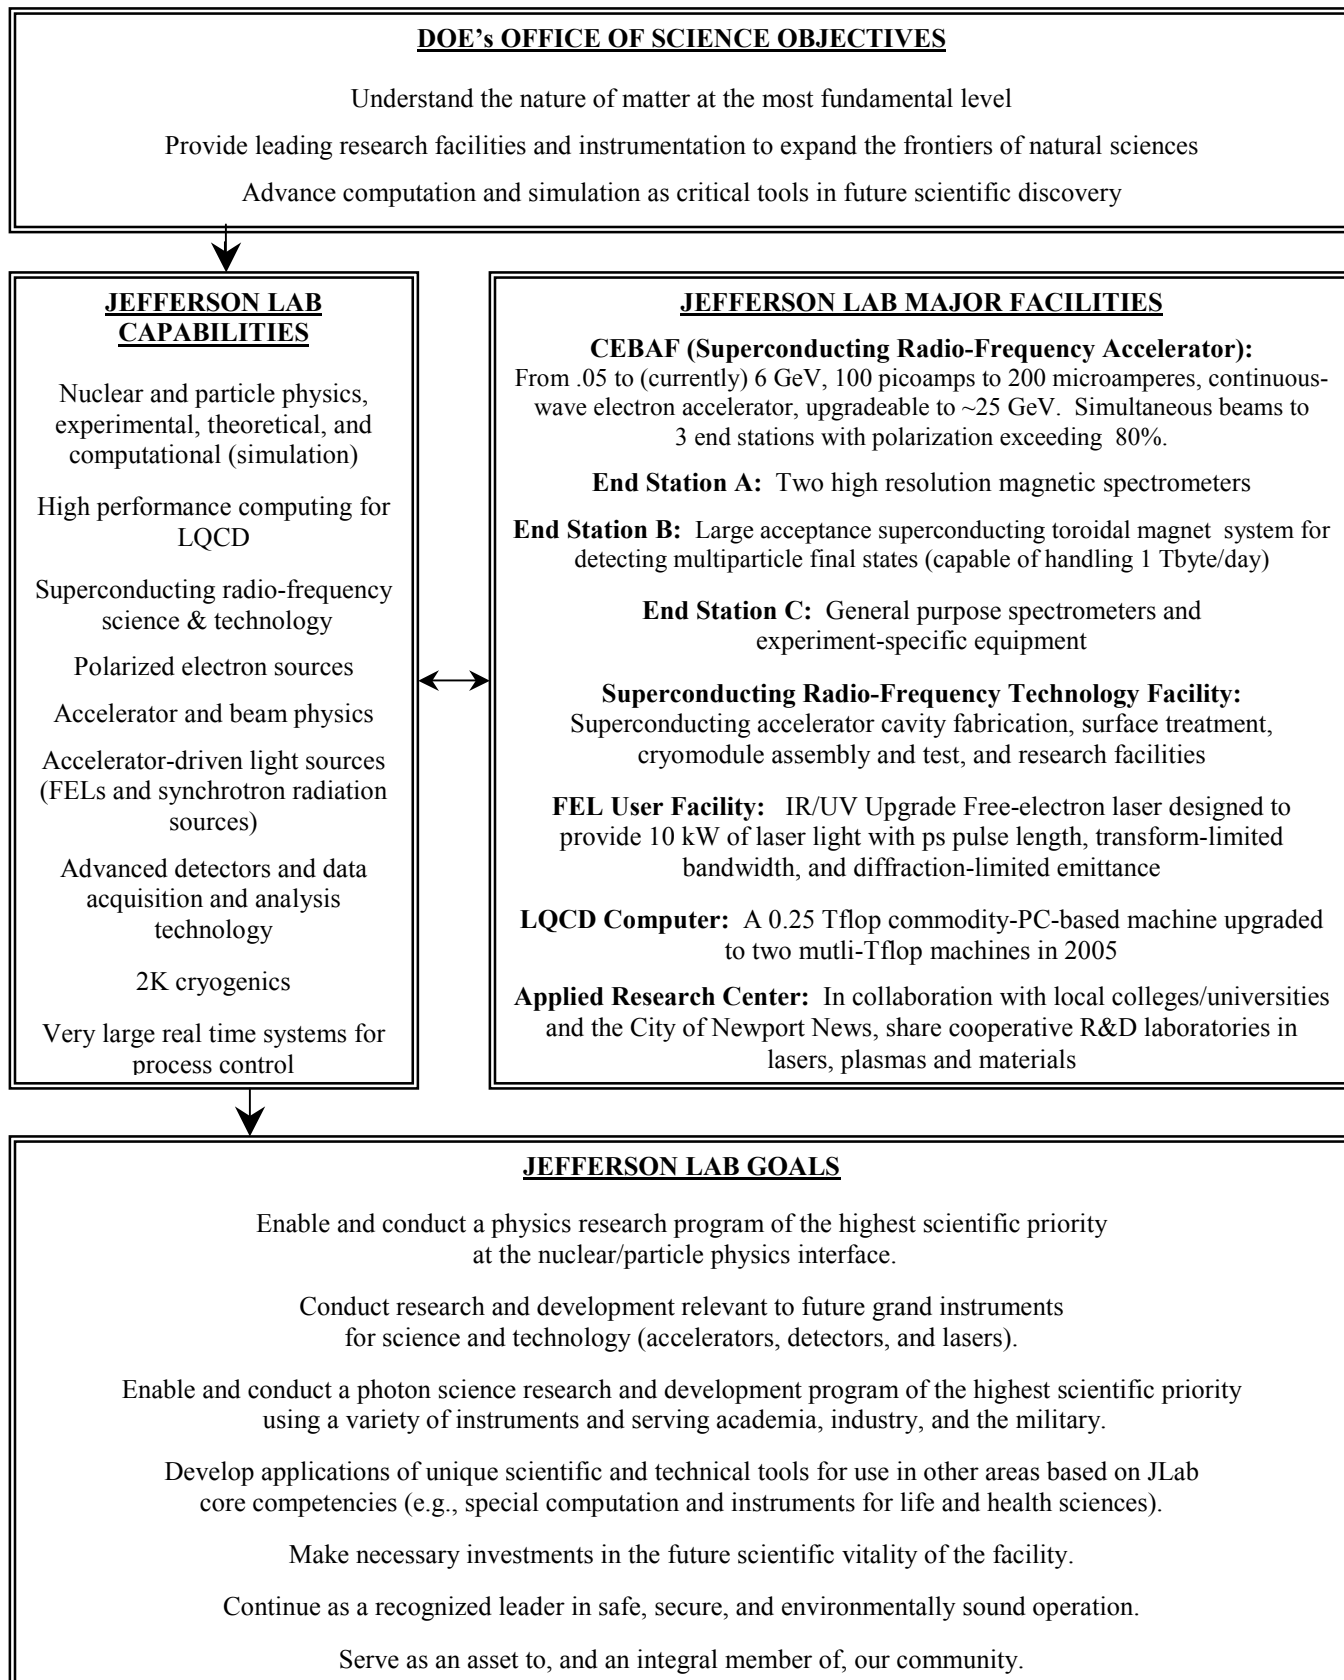 DOE's OFFICE OF SCIENCE OBJECTIVES
Understand the nature of matter at the most fundamental level
Provide leading research facilities and instrumentation to expand the frontiers of natural sciences
Advance computation and simulation as critical tools in future scientific discovery
JEFFERSON LAB
CAPABILITIES
Nuclear and particle physics,
experimental, theoretical, and
computational (simulation)
High performance computing for
LQCD
Superconducting radio-frequency
science & technology
Polarized electron sources
Accelerator and beam physics
Accelerator-driven light sources
(FELs and synchrotron radiation
sources)
Advanced detectors and data
acquisition and analysis
technology
2K cryogenics
Very large real time systems for
process control
JEFFERSON LAB MAJOR FACILITIES
CEBAF (Superconducting Radio-Frequency Accelerator):
From .05 to (currently) 6 GeV, 100 picoamps to 200 microamperes, continuous-
wave electron accelerator, upgradeable to ~25 GeV. Simultaneous beams to
3 end stations with polarization exceeding 80%.
End Station A: Two high resolution magnetic spectrometers
End Station B: Large acceptance superconducting toroidal magnet system for
detecting multiparticle final states (capable of handling 1 Tbyte/day)
End Station C: General purpose spectrometers and
experiment-specific equipment
Superconducting Radio-Frequency Technology Facility:
Superconducting accelerator cavity fabrication, surface treatment,
cryomodule assembly and test, and research facilities
FEL User Facility: IR/UV Upgrade Free-electron laser designed to
provide 10 kW of laser light with ps pulse length, transform-limited
bandwidth, and diffraction-limited emittance
LQCD Computer: A 0.25 Tflop commodity-PC-based machine upgraded
to two mutli-Tflop machines in 2005
Applied Research Center: In collaboration with local colleges/universities
and the City of Newport News, share cooperative R&D laboratories in
lasers, plasmas and materials
JEFFERSON LAB GOALS
Enable and conduct a physics research program of the highest scientific priority
at the nuclear/particle physics interface.
Conduct research and development relevant to future grand instruments
for science and technology (accelerators, detectors, and lasers).
Enable and conduct a photon science research and development program of the highest scientific priority
using a variety of instruments and serving academia, industry, and the military.
Develop applications of unique scientific and technical tools for use in other areas based on JLab
core competencies (e.g., special computation and instruments for life and health sciences).
Make necessary investments in the future scientific vitality of the facility.
Continue as a recognized leader in safe, secure, and environmentally sound operation.
Serve as an asset to, and an integral member of, our community.